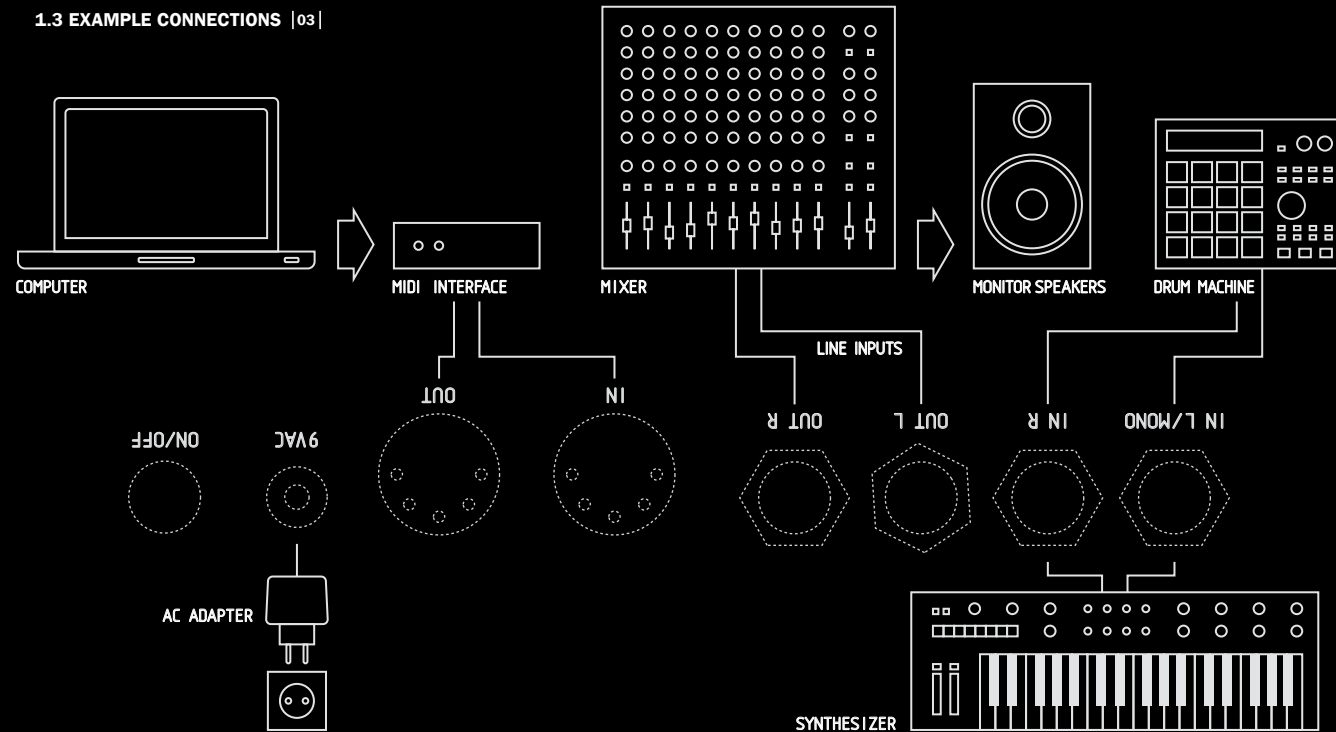 1.3 EXAMPLE CONNECTIONS |03|
COMPUTER
MIDI INTERFACE
MIXER
MONITOR SPEAKERS
DRUM MACHINE
LINE INPUTS
OUT
IN
OUT R
OUT L
IN R
IN L/MONO
ON/OFF
9VAC
AC ADAPTER
SYNTHESIZER